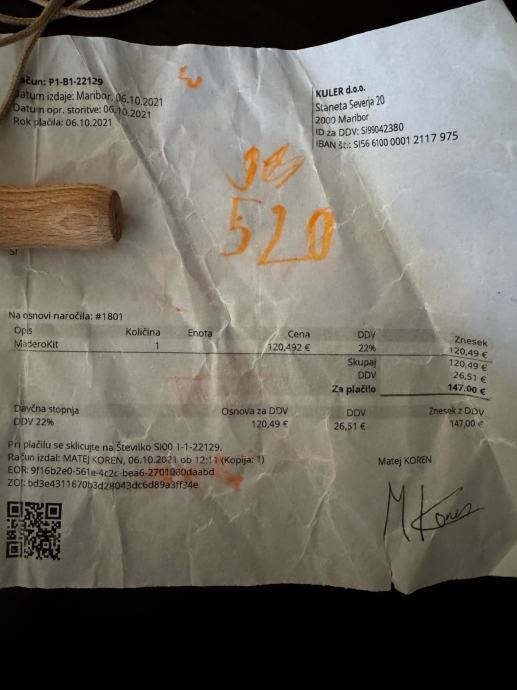 ačun: P1-B1-22129
Datum izdaje: Maribor, 06.10.2021
Datum opr. storitve: 06.10.2021
Rok plačila: 06.10.2021
KULER d.o.o.
Staneta Severja 20
2000 Maribor
ID za DDV: SI99042380
IBAN št.: SI56 6100 0001 2117 975
520
SI
Na osnovi naročila: #1801
Opis Količina Enota Cena DDV Znesek
MaderoKit 1 120,492 € 22% 120,49 €
Skupaj 120,49 €
DDV 26,51 €
Za plačilo 147,00 €
Davčna stopnja Osnova za DDV DDV Znesek z DDV
DDV 22% 120,49 € 26,51 € 147,00 €
Pri plačilu se sklicujte na številko SI00 1-1-22129.
Račun izdal: MATEJ KOREN, 06.10.2021 ob 12:11 (Kopija: 1)
EOR: 9f16b2e0-561e-4c2c-bea6-2701080daabd
ZOI: bd3e4311670b3d28043dc6d89a3ff34e
Matej KOREN
M Koren